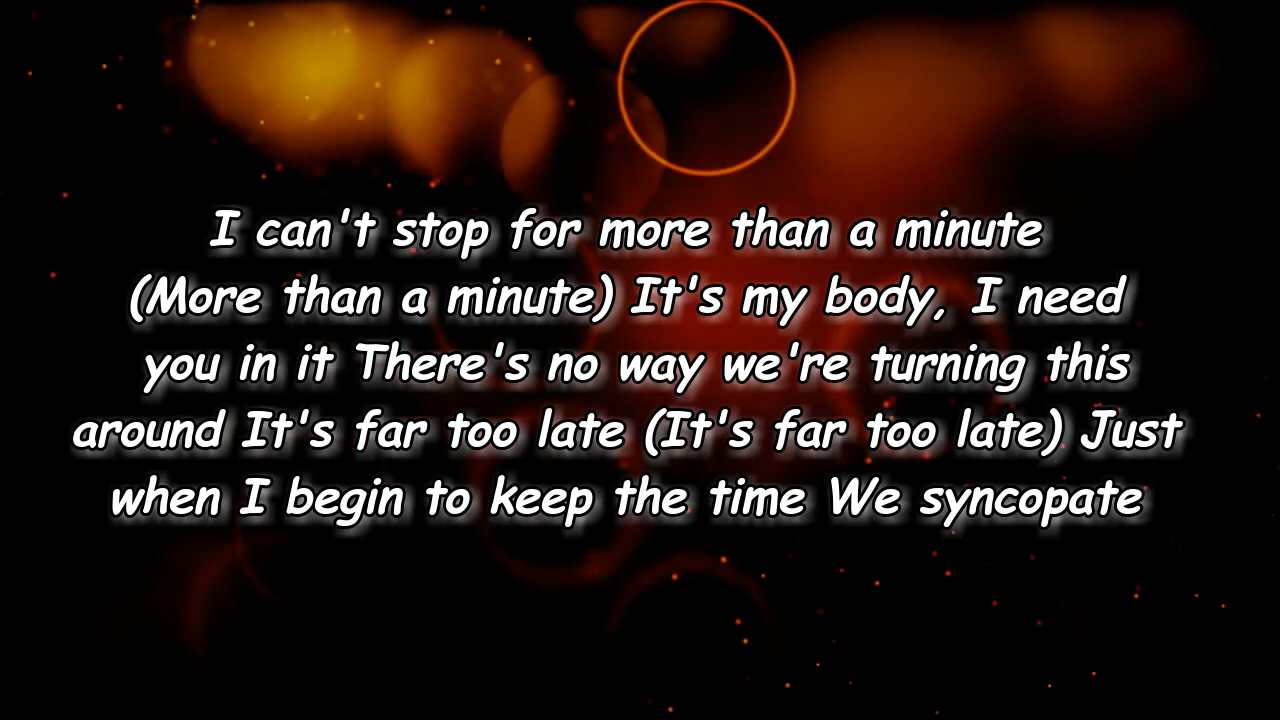 I can't stop for more than a minute
(More than a minute) It's my body, I need
you in it There's no way we're turning this
around It's far too late (It's far too late) Just
when I begin to keep the time We syncopate